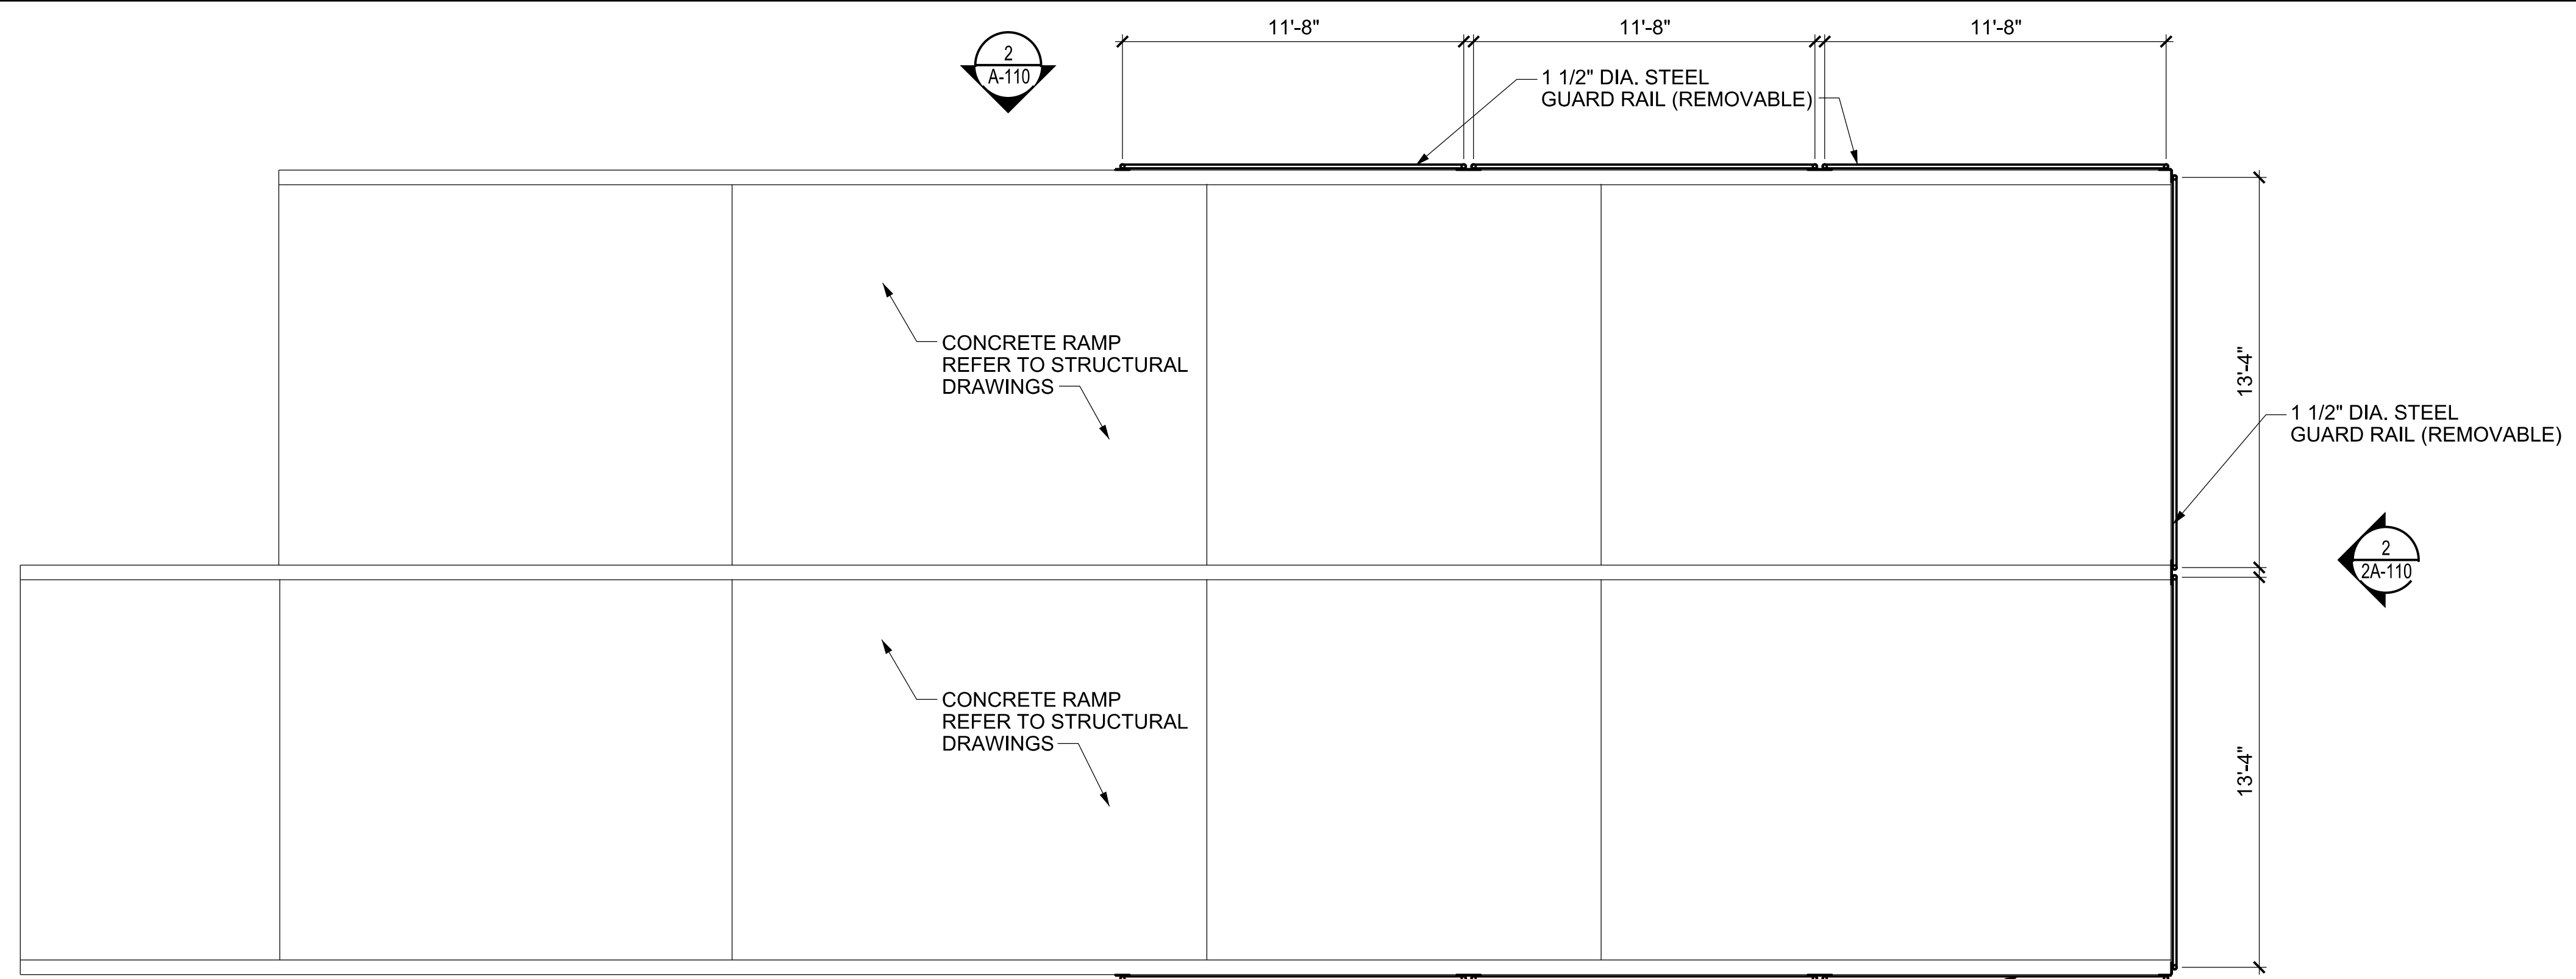 11'-8"
11'-8"
11'-8"
2
A-110
1 1/2" DIA. STEEL
GUARD RAIL (REMOVABLE)
CONCRETE RAMP
REFER TO STRUCTURAL
DRAWINGS
13'-4"
1 1/2" DIA. STEEL
GUARD RAIL (REMOVABLE)
2
2A-110
CONCRETE RAMP
REFER TO STRUCTURAL
DRAWINGS
13'-4"